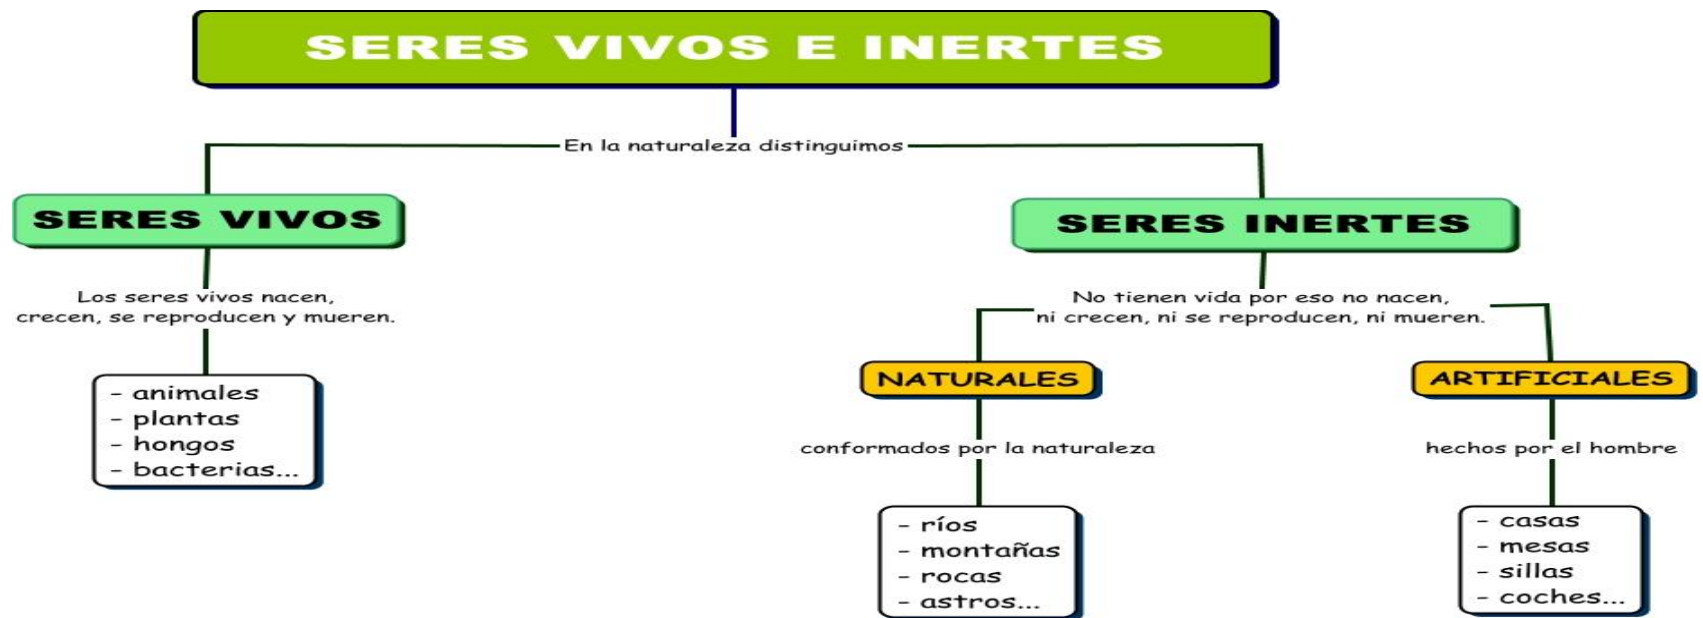 SERES VIVOS E INERTES
En la naturaleza distinguimos
SERES VIVOS
Los seres vivos nacen,
crecen, se reproducen y mueren.
- animales
- plantas
- hongos
- bacterias...
SERES INERTES
No tienen vida por eso no nacen,
ni crecen, ni se reproducen, ni mueren.
NATURALES
conformados por la naturaleza
- ríos
- montañas
- rocas
- astros...
ARTIFICIALES
hechos por el hombre
- casas
- mesas
- sillas
- coches...